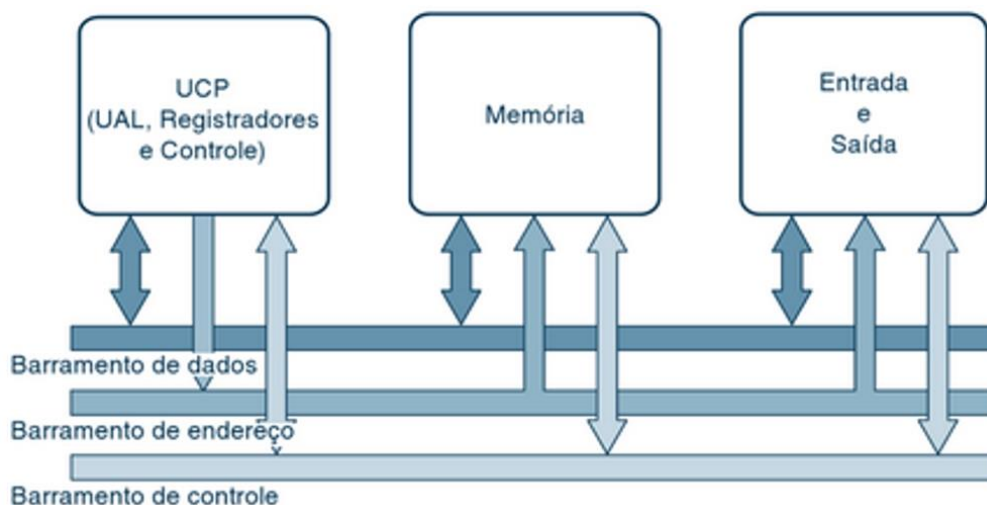 UCP
(UAL, Registradores
e Controle)
Memória
Entrada
e
Saída
Barramento de dados
Barramento de endereço
Barramento de controle